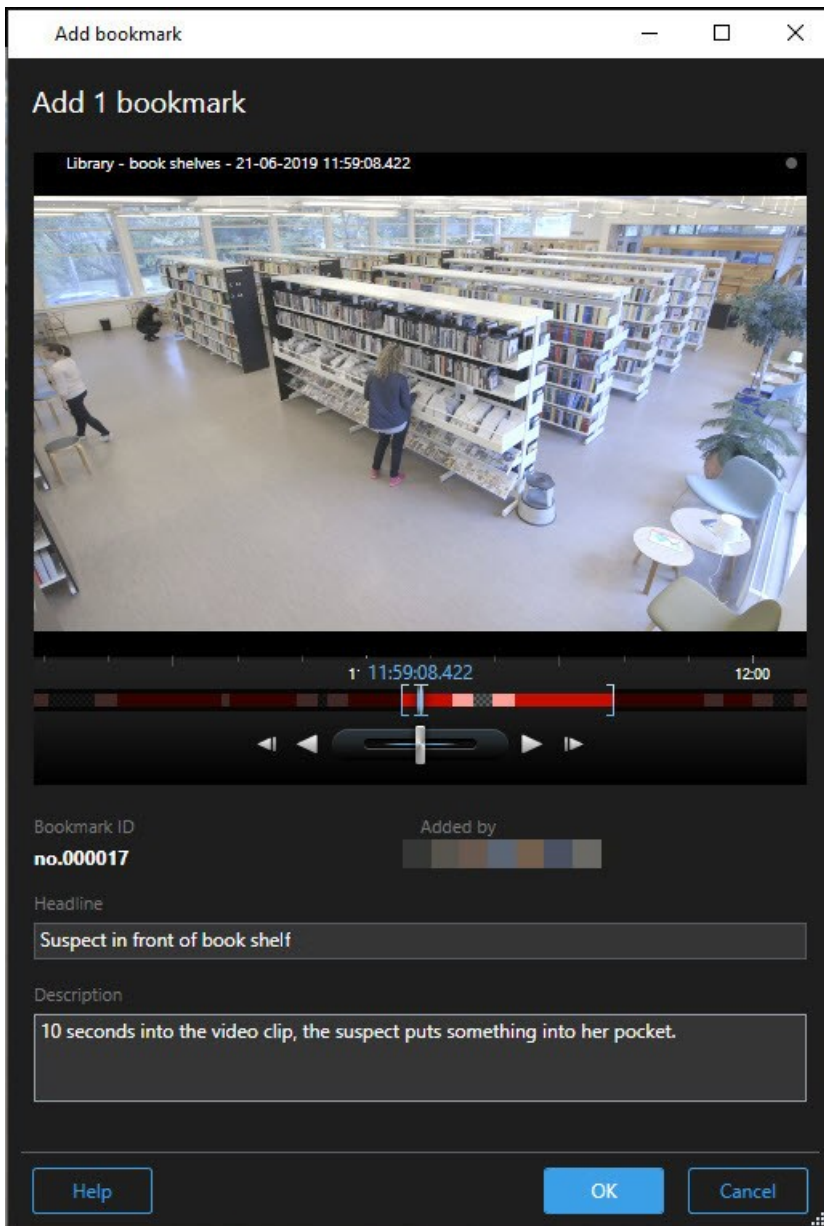 Add bookmark
Add 1 bookmark
Library - book shelves - 21-06-2019 11:59:08.422
11:59:08.422
12:00
Bookmark ID
Added by
no.000017
Headline
Suspect in front of book shelf
Description
10 seconds into the video clip, the suspect puts something into her pocket.
Help
OK
Cancel